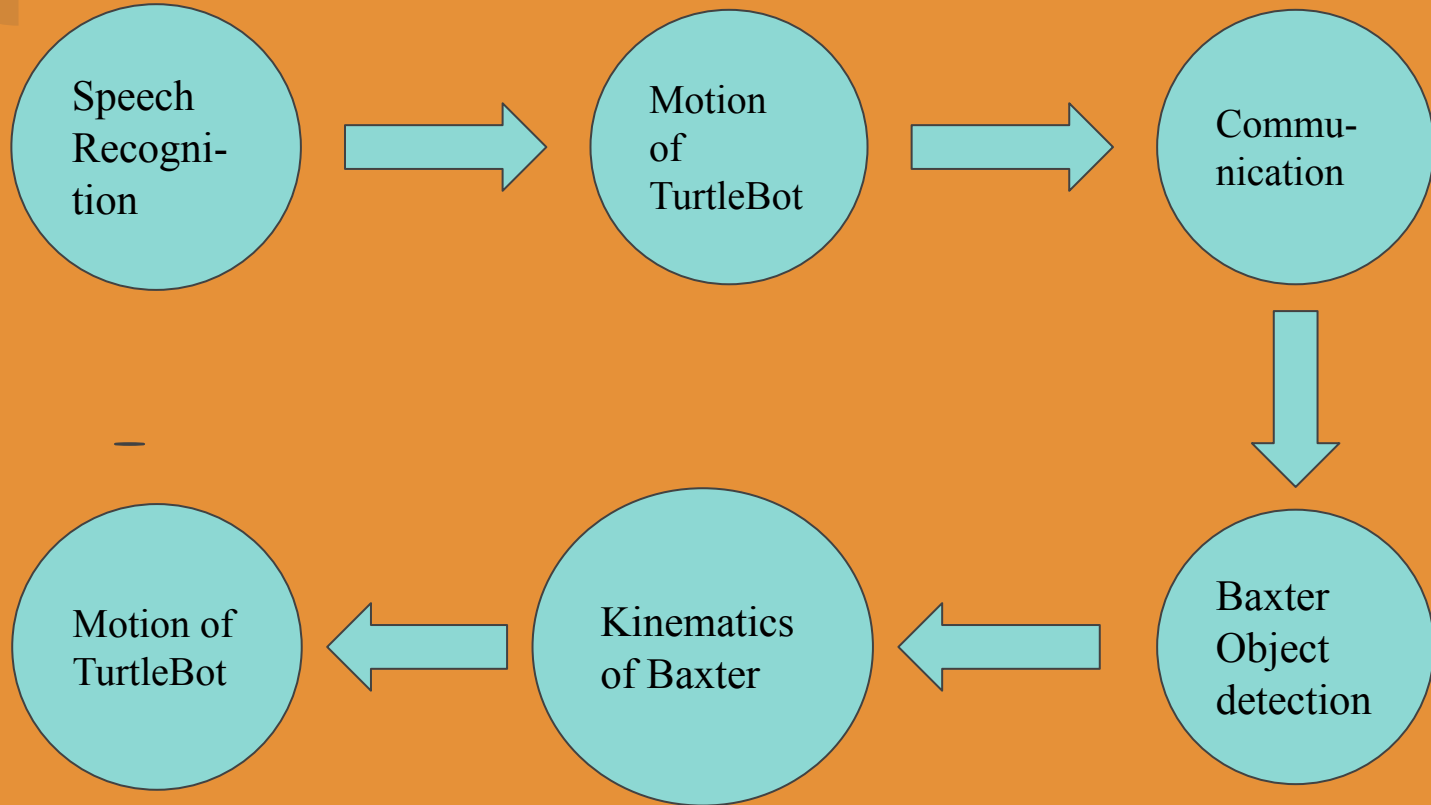 Speech
Recogni-
tion
Motion
of
TurtleBot
Commu-
nication
Baxter
Object
detection
Kinematics
of Baxter
Motion of
TurtleBot